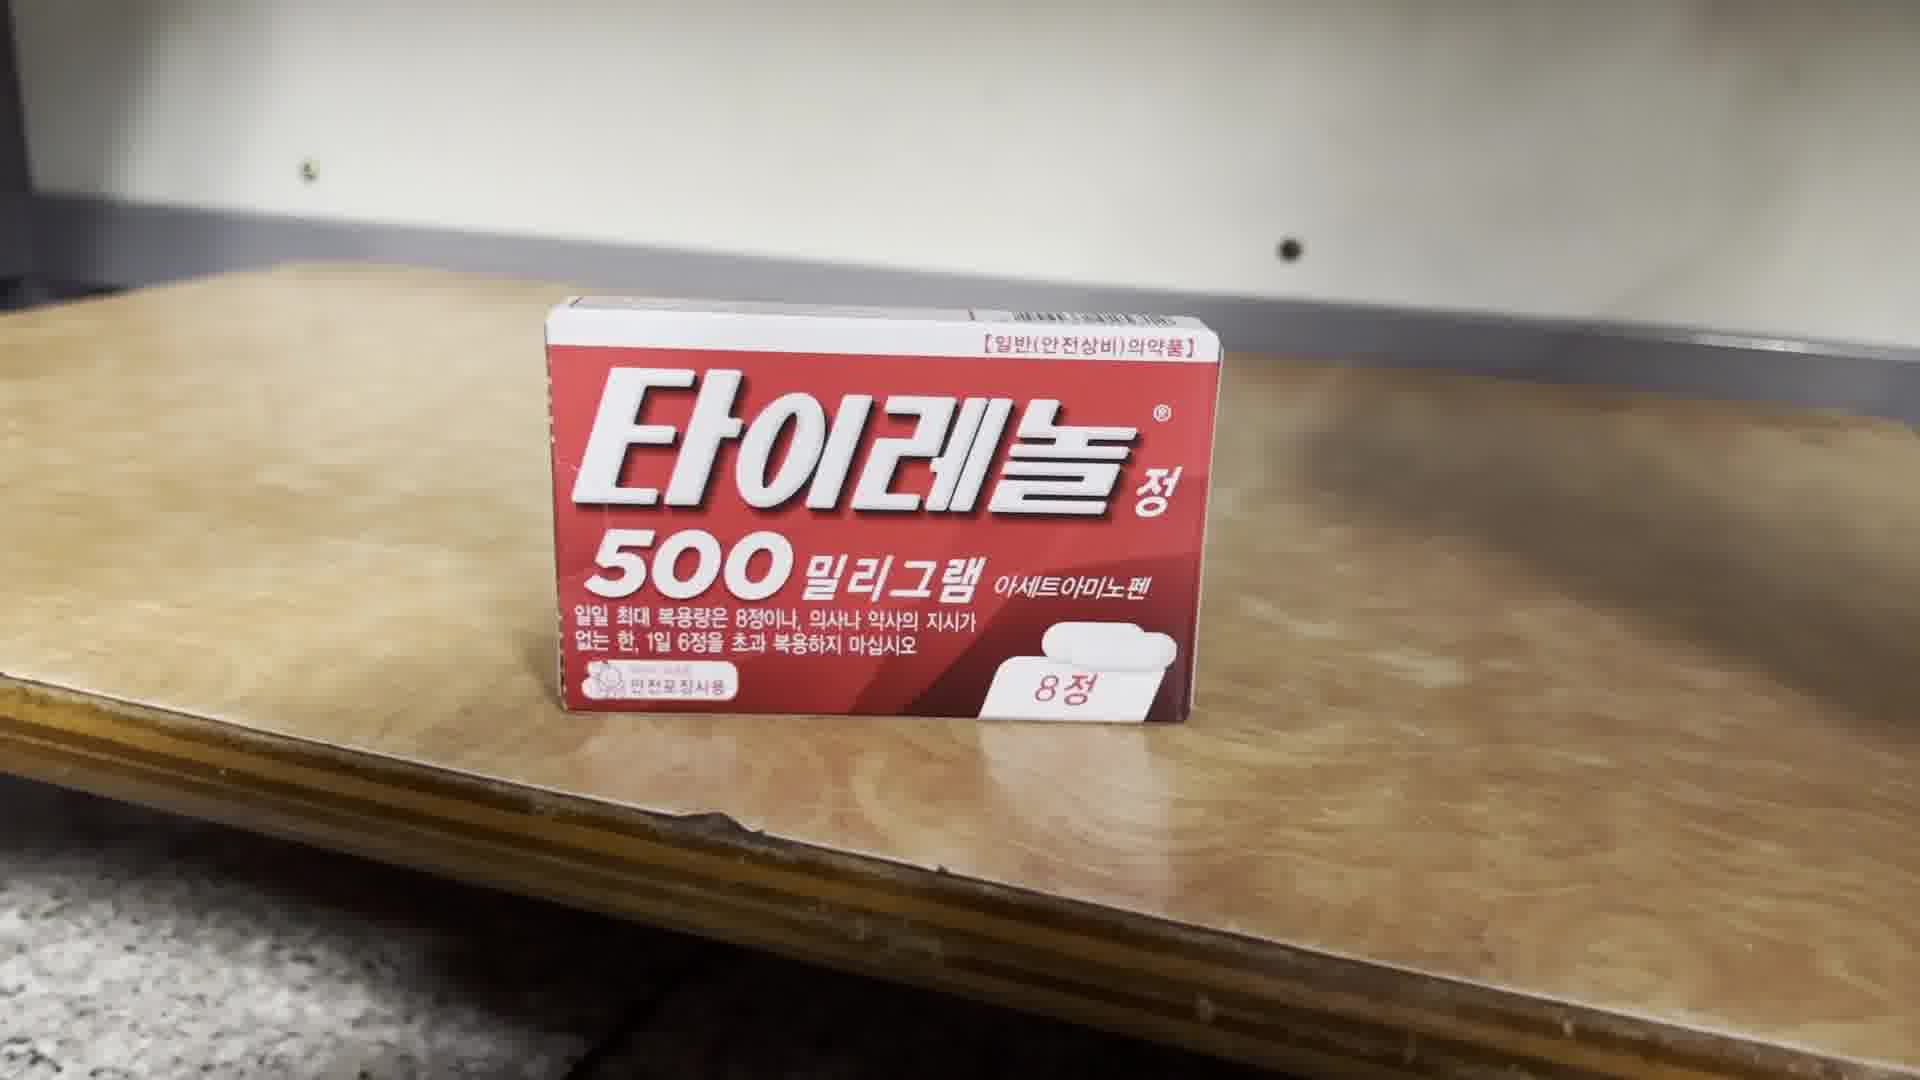 【일반(안전상비)의약품】
타이레놀® 정
500 밀리그램 아세트아미노펜
일일 최대 복용량은 8정이나, 의사나 약사의 지시가
없는 한, 1일 6정을 초과 복용하지 마십시오
안전포장사용
8정